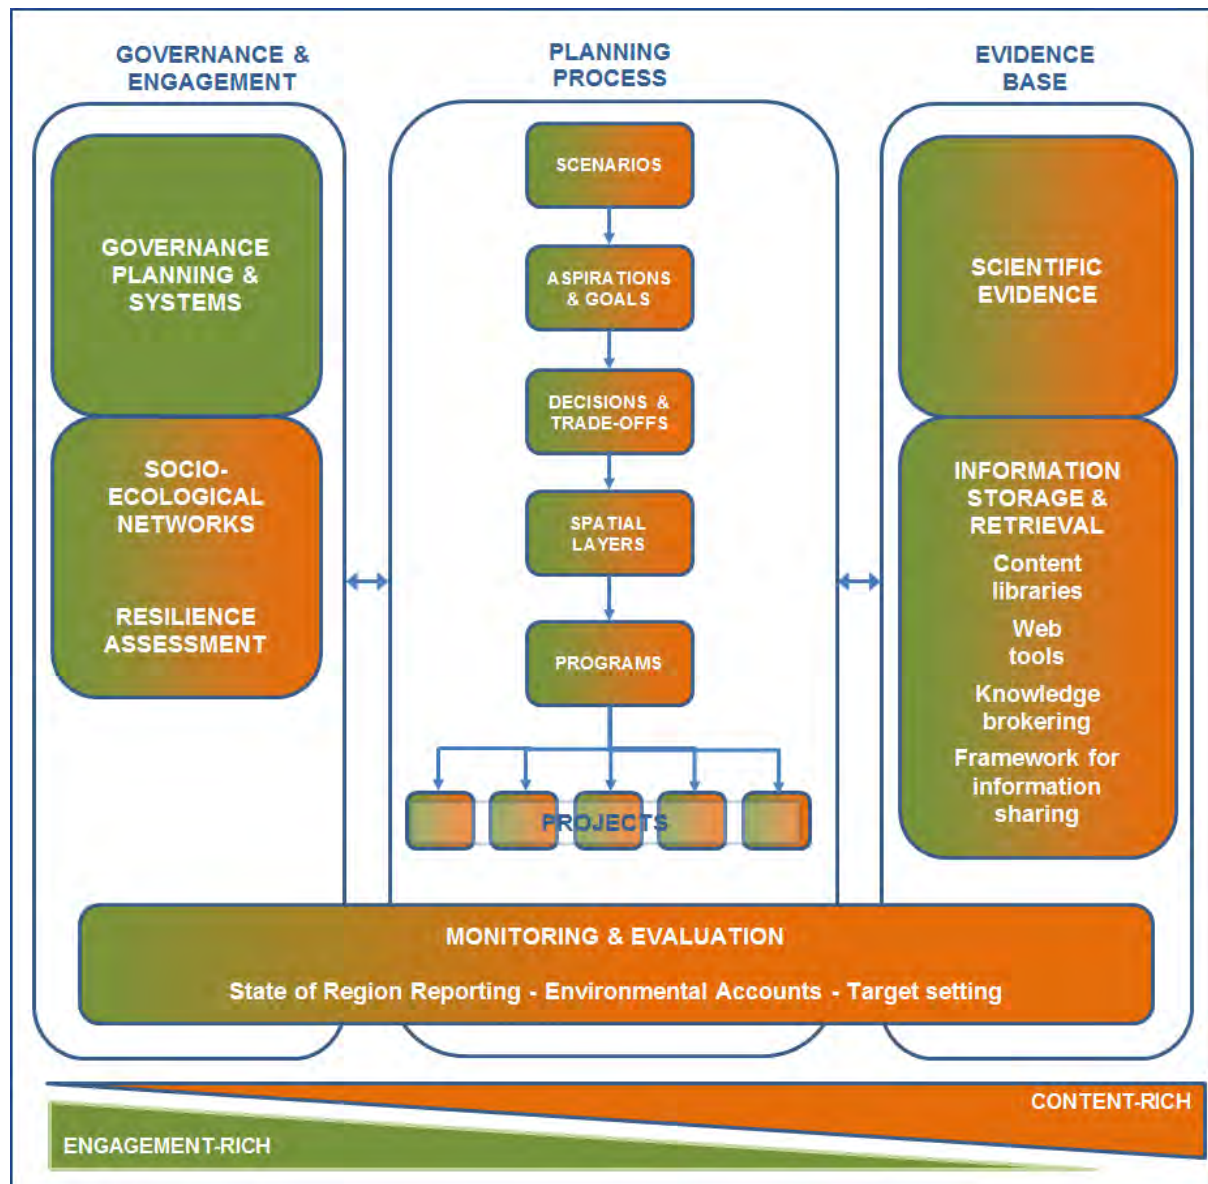 GOVERNANCE &
ENGAGEMENT
PLANNING
PROCESS
EVIDENCE
BASE
GOVERNANCE
PLANNING &
SYSTEMS
SOCIO-
ECOLOGICAL
NETWORKS
RESILIENCE
ASSESSMENT
SCENARIOS
ASPIRATIONS
& GOALS
DECISIONS &
TRADE-OFFS
SPATIAL
LAYERS
PROGRAMS
PROJECTS
SCIENTIFIC
EVIDENCE
INFORMATION
STORAGE &
RETRIEVAL
Content
libraries
Web
tools
Knowledge
brokering
Framework for
information
sharing
MONITORING & EVALUATION
State of Region Reporting - Environmental Accounts - Target setting
CONTENT-RICH
ENGAGEMENT-RICH